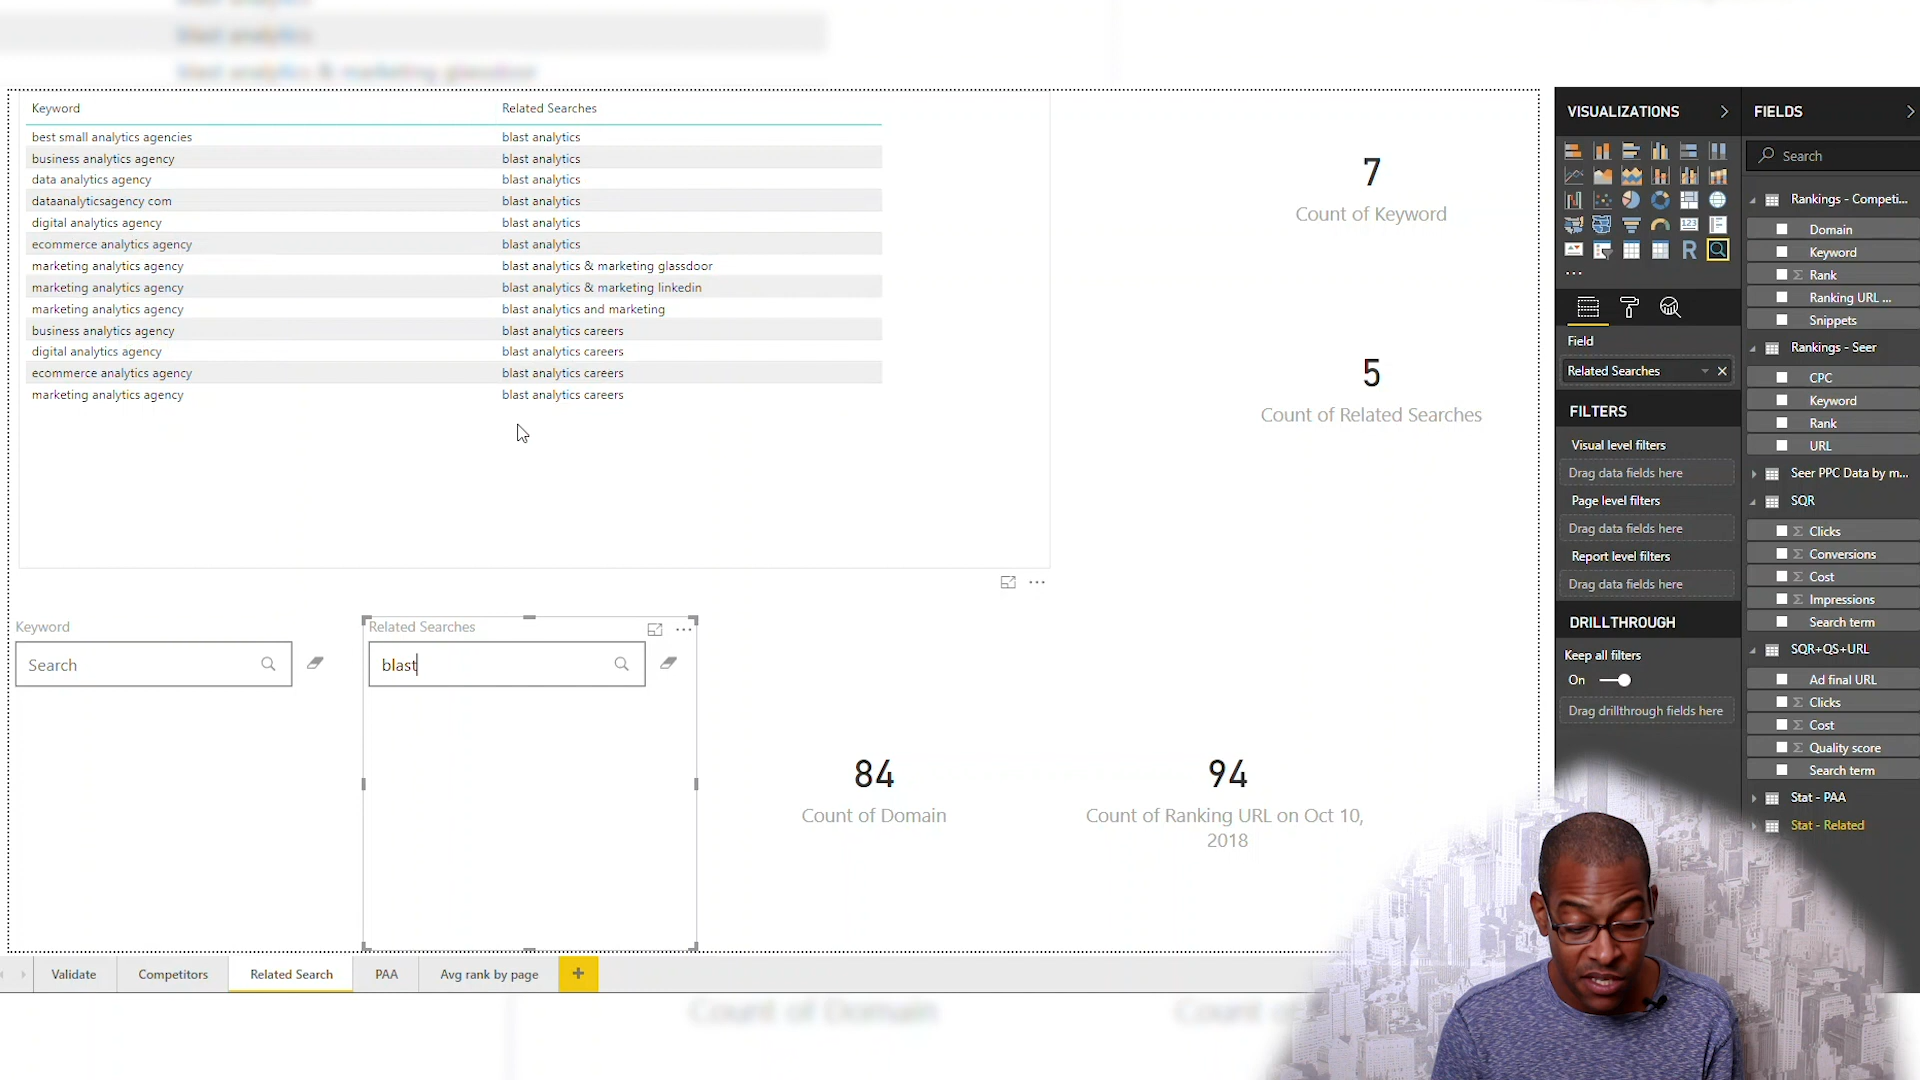 blast analytics
blast analytics & marketing glassdoor
Keyword Related Searches
best small analytics agencies blast analytics
business analytics agency blast analytics
data analytics agency blast analytics
dataanalyticsagency com blast analytics
digital analytics agency blast analytics
ecommerce analytics agency blast analytics
marketing analytics agency blast analytics & marketing glassdoor
marketing analytics agency blast analytics & marketing linkedin
marketing analytics agency blast analytics and marketing
business analytics agency blast analytics careers
digital analytics agency blast analytics careers
ecommerce analytics agency blast analytics careers
marketing analytics agency blast analytics careers
7
Count of Keyword
5
Count of Related Searches
Keyword
Search
Related Searches
blast
84
Count of Domain
94
Count of Ranking URL on Oct 10,
2018
Validate Competitors Related Search PAA Avg rank by page +
Count of Domain
VISUALIZATIONS
123
R
Field
Related Searches
FILTERS
Visual level filters
Drag data fields here
Page level filters
Drag data fields here
Report level filters
Drag data fields here
DRILLTHROUGH
Keep all filters
On
Drag drillthrough fields here
FIELDS
Search
Rankings - Competi...
Domain
Keyword
Σ Rank
Ranking URL ...
Snippets
Rankings - Seer
CPC
Keyword
Rank
URL
Seer PPC Data by m...
SQR
Σ Clicks
Σ Conversions
Σ Cost
Σ Impressions
Search term
SQR+QS+URL
Ad final URL
Σ Clicks
Σ Cost
Σ Quality score
Search term
Stat - PAA
Stat - Related